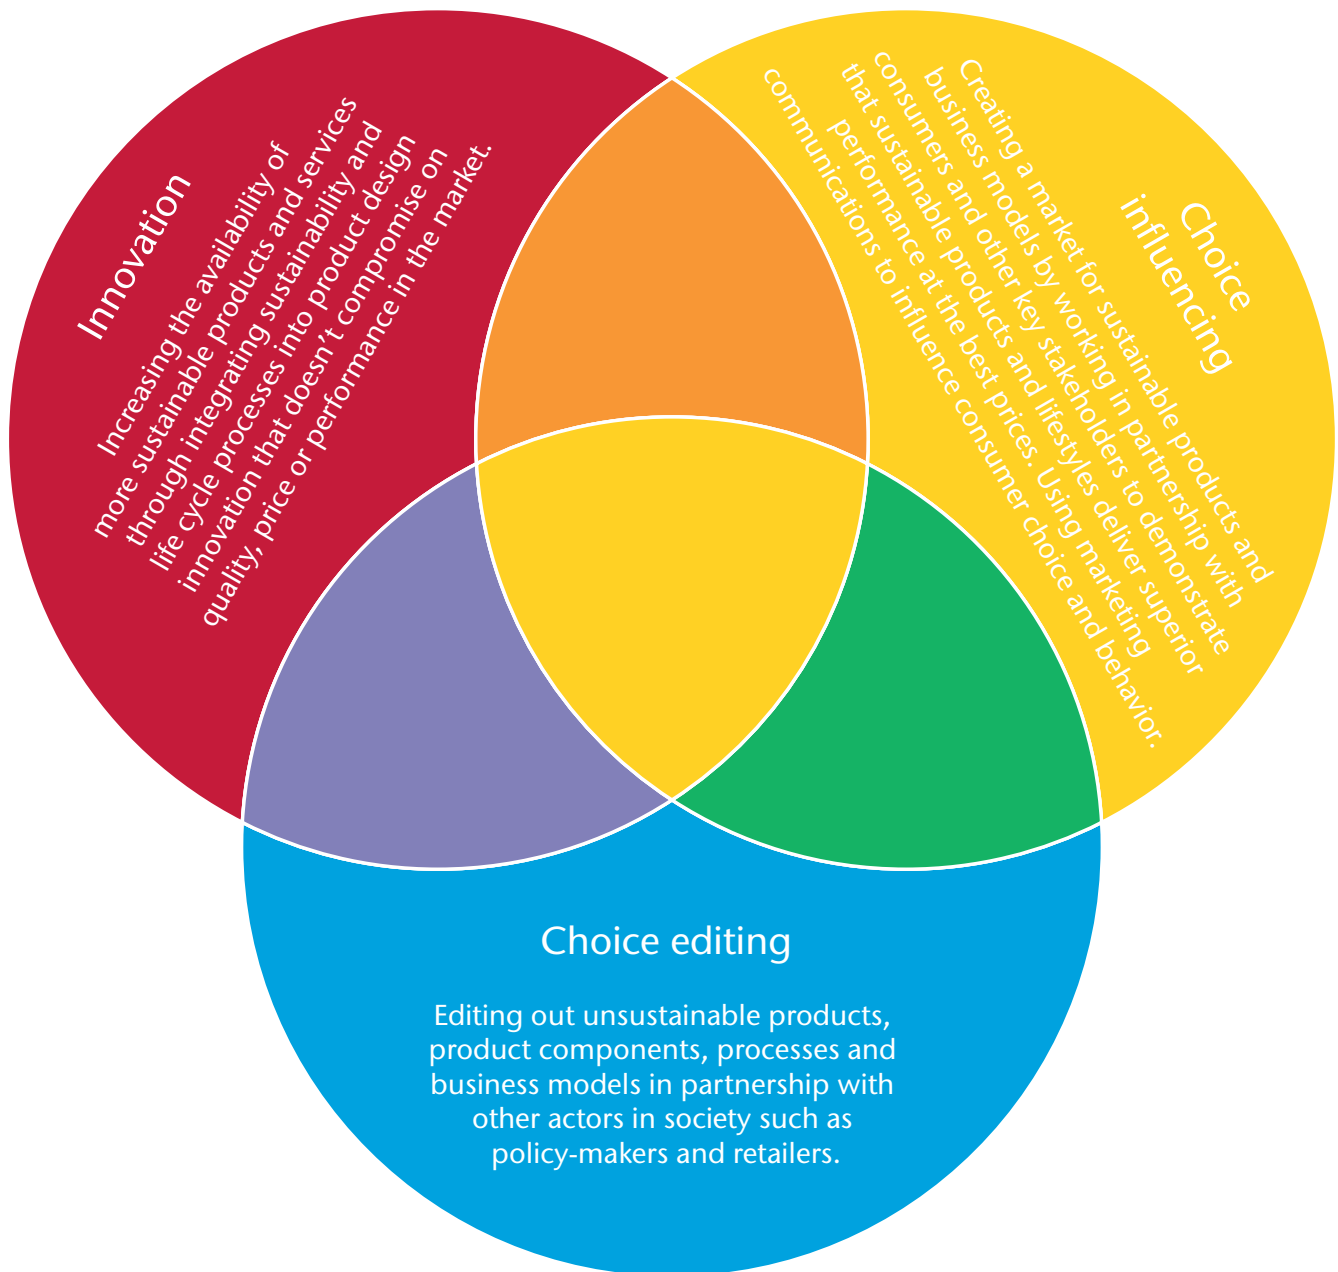 Innovation
Increasing the availability of
more sustainable products and services
through integrating sustainability and
life cycle processes into product design
innovation that doesn't compromise on
quality, price or performance in the market.
Choice
influencing
Creating a market for sustainable products and
business models by working in partnership with
consumers and other key stakeholders to demonstrate
that sustainable products and lifestyles deliver superior
performance at the best prices. Using marketing
communications to influence consumer choice and behavior.
Choice editing
Editing out unsustainable products,
product components, processes and
business models in partnership with
other actors in society such as
policy-makers and retailers.